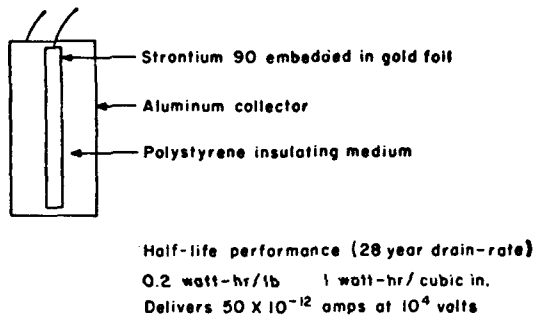 Strontium 90 embedded in gold foil
Aluminum collector
Polystyrene insulating medium
Half-life performance (28 year drain-rate)
0.2 watt-hr/lb 1 watt-hr/cubic in.
Delivers 50 X 10⁻¹² amps at 10⁴ volts